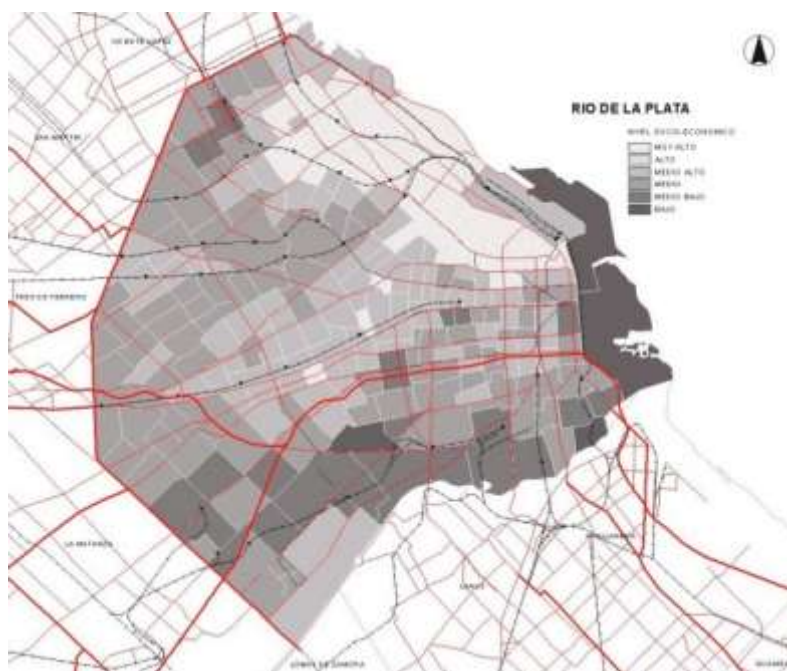 VICENTE LOPEZ
SAN MARTIN
RIO DE LA PLATA
NIVEL SOCIO-ECONOMICO
MUY ALTO
ALTO
MEDIO ALTO
MEDIO
MEDIO BAJO
BAJO
TRES DE FEBRERO
LA MATANZA
AVELLANEDA
LANUS
LOMAS DE ZAMORA
QUILMES